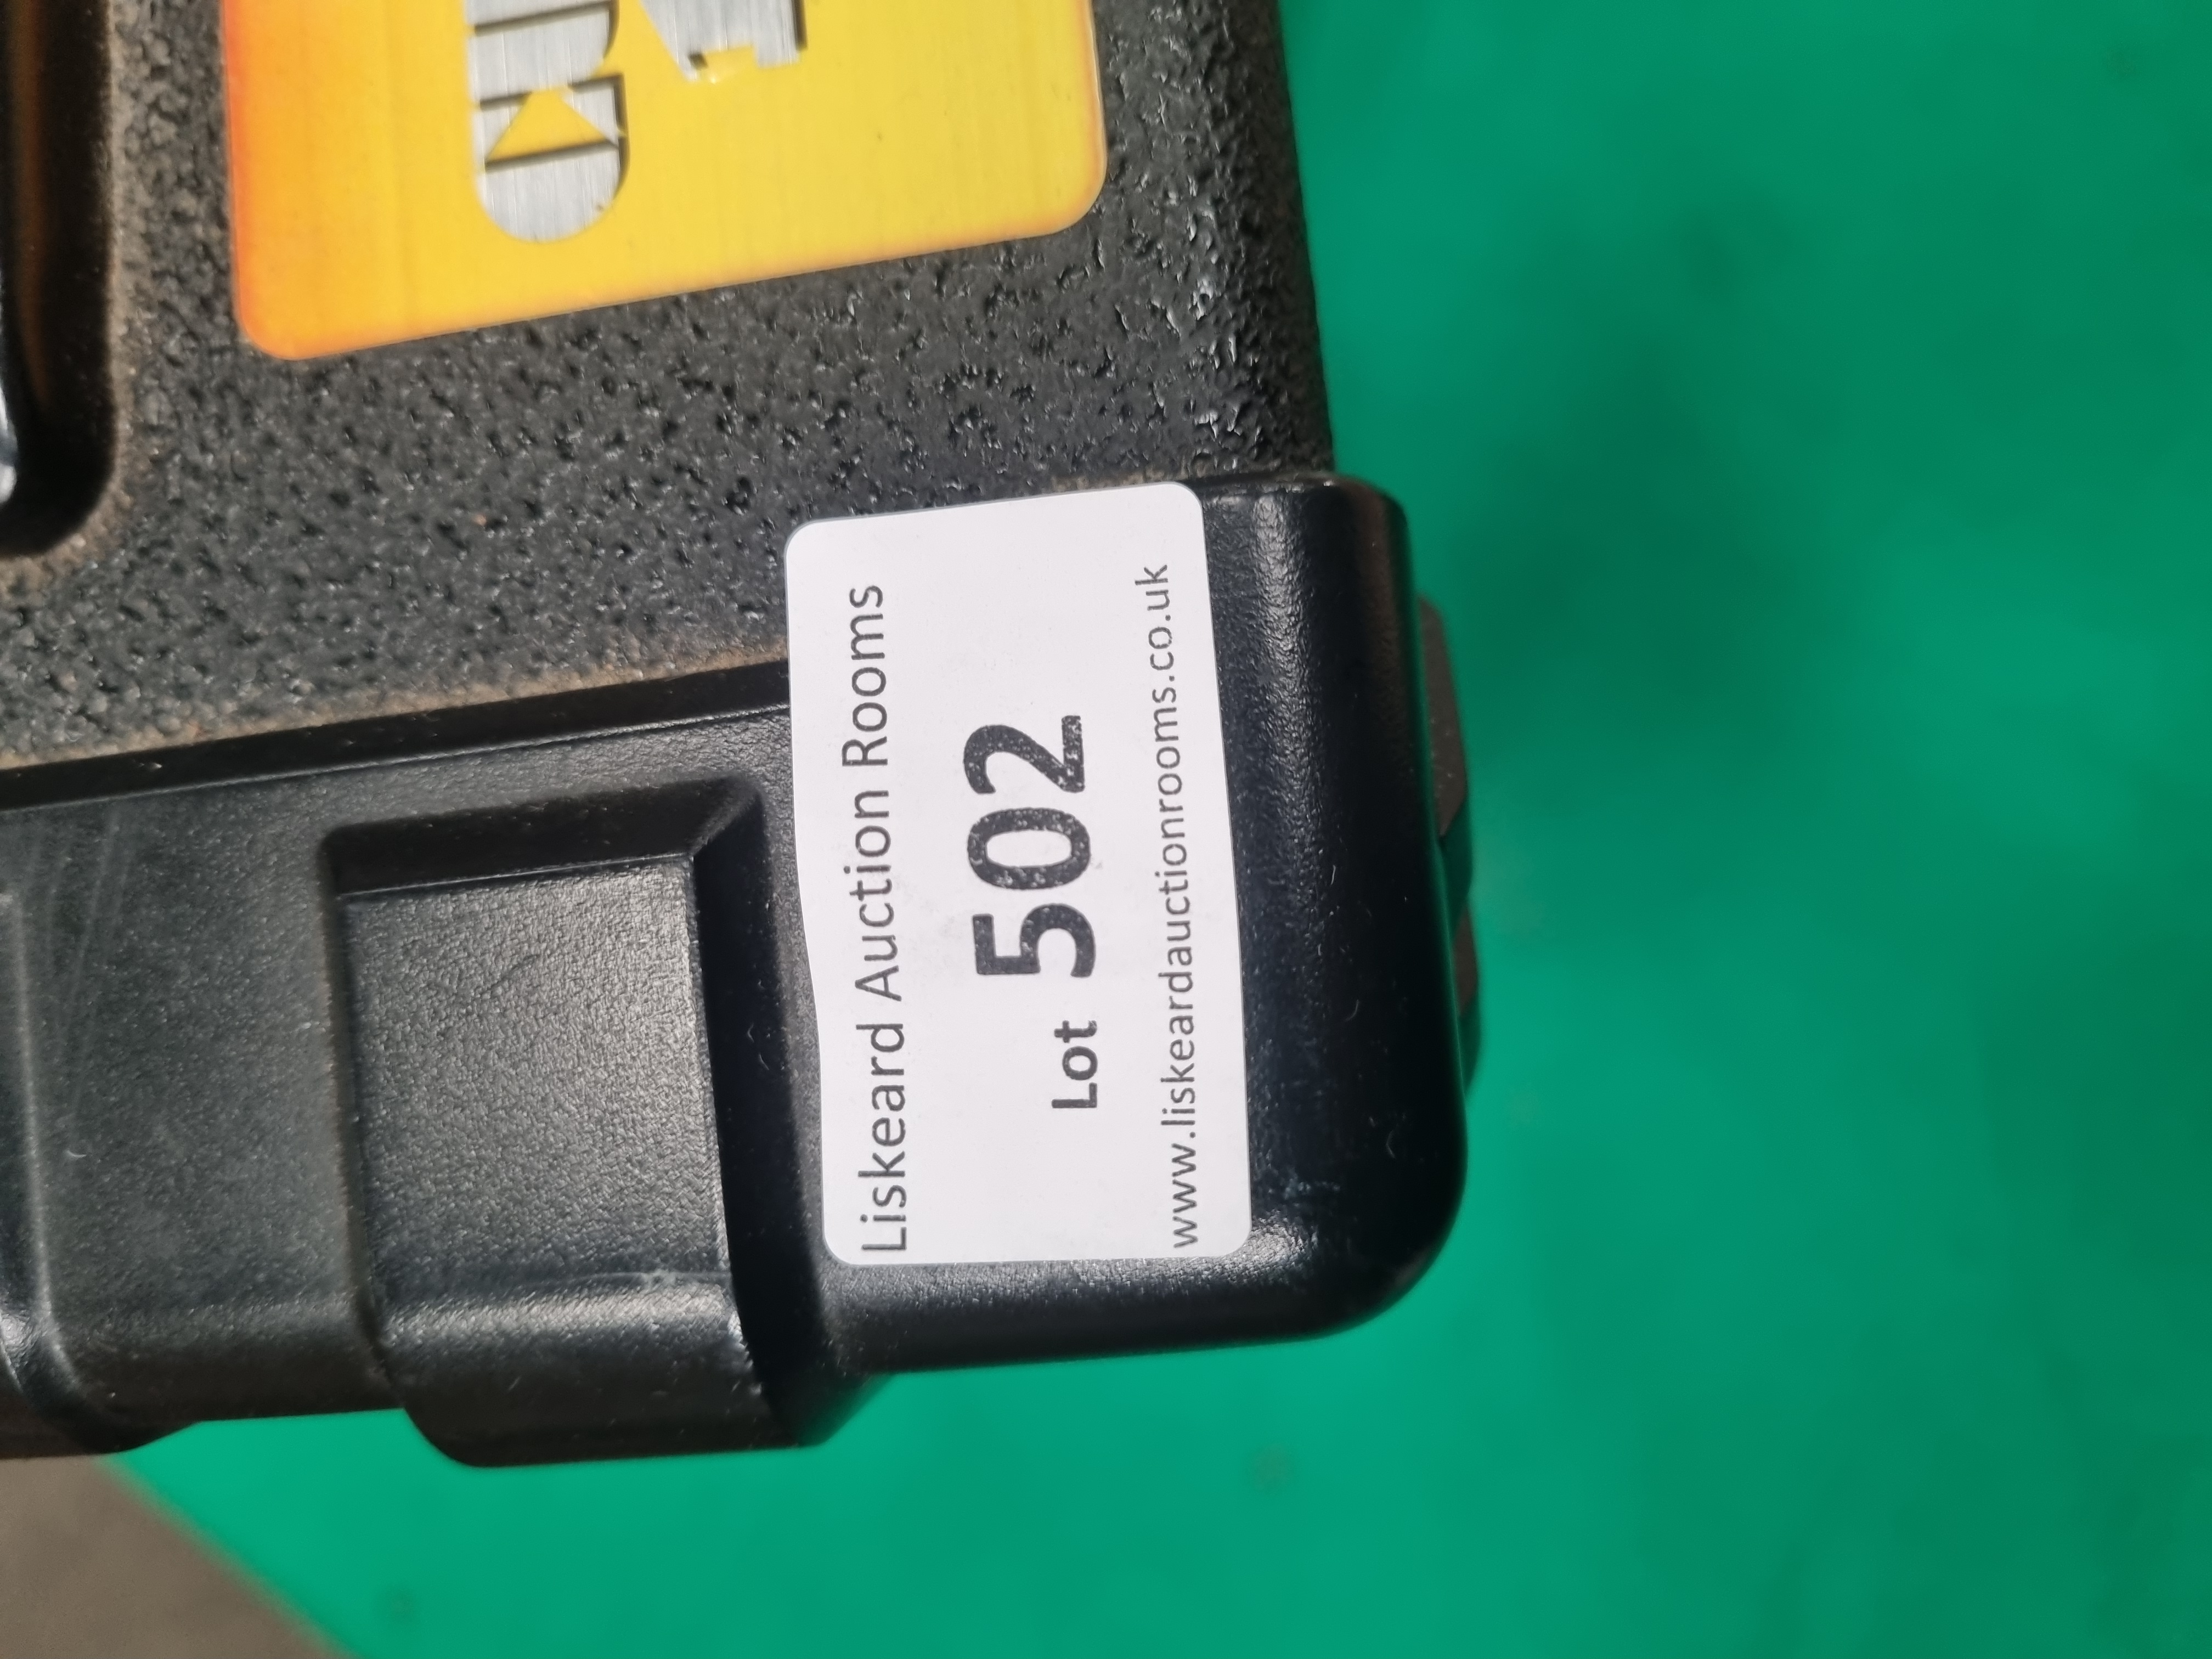 Liskeard Auction Rooms
Lot 502
www.liskeardauctionrooms.co.uk